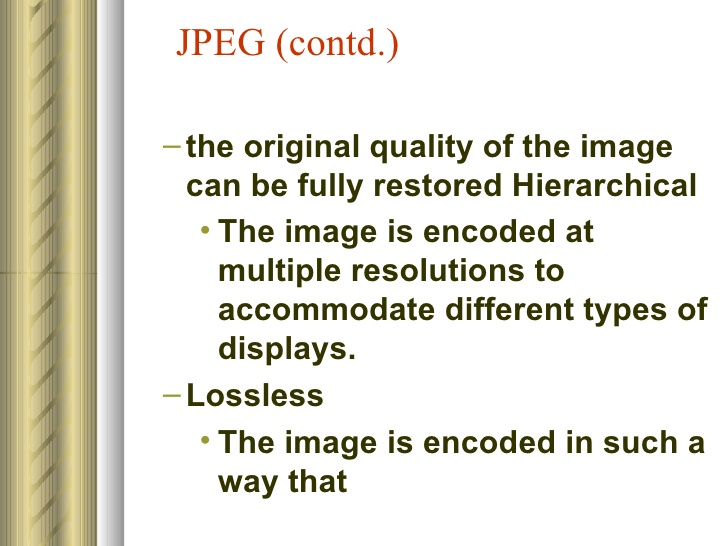 JPEG (contd.)
– the original quality of the image
can be fully restored Hierarchical
• The image is encoded at
multiple resolutions to
accommodate different types of
displays.
– Lossless
• The image is encoded in such a
way that